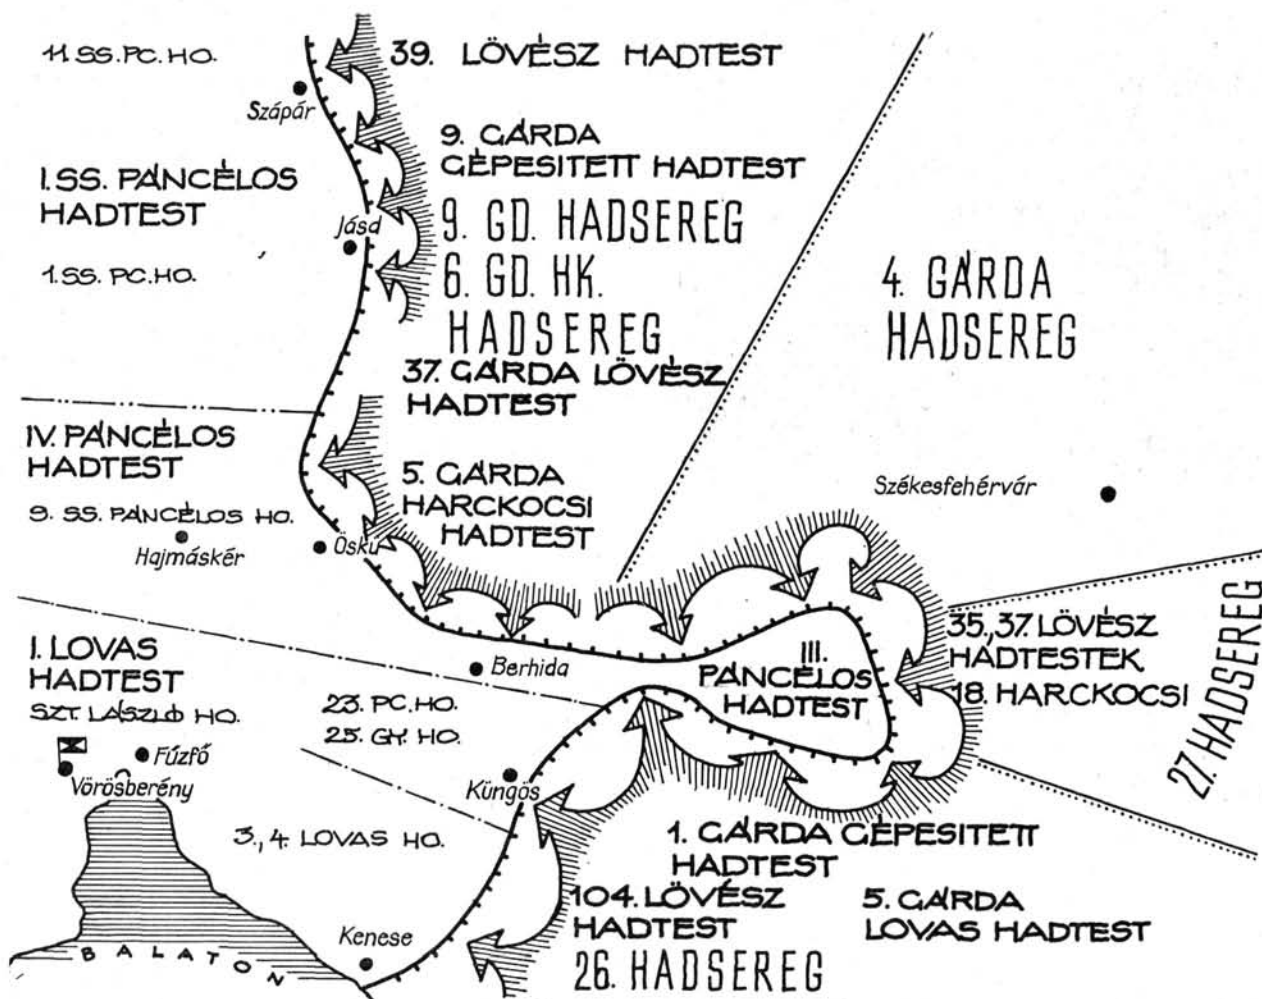 11. SS. PC. HO.
39. LÖVÉSZ HADTEST
Szápár
9. GÁRDA
GÉPESITETT HADTEST
I. SS. PÁNCÉLOS
HADTEST
9. GD. HADSEREG
Jásd
6. GD. HK.
HADSEREG
1. SS. PC. HO.
4. GÁRDA
HADSEREG
37. GÁRDA LÖVÉSZ
HADTEST
IV. PÁNCÉLOS
HADTEST
5. GÁRDA
HARCKOCSI
HADTEST
Székesfehérvár
9. SS. PÁNCÉLOS HO.
Hajmáskér
Öskü
I. LOVAS
HADTEST
SZT. LÁSZLÓ HO.
Berhida
III.
PÁNCÉLOS
HADTEST
35., 37. LÖVÉSZ
HADTESTEK
18. HARCKOCSI
27. HADSEREG
23. PC. HO.
25. GY. HO.
Fűzfő
Vörösberény
Küngös
3., 4. LOVAS HO.
1. GÁRDA GÉPESITETT
HADTEST
104. LÖVÉSZ
HADTEST
5. GÁRDA
LOVAS HADTEST
Kenese
BALATON
26. HADSEREG